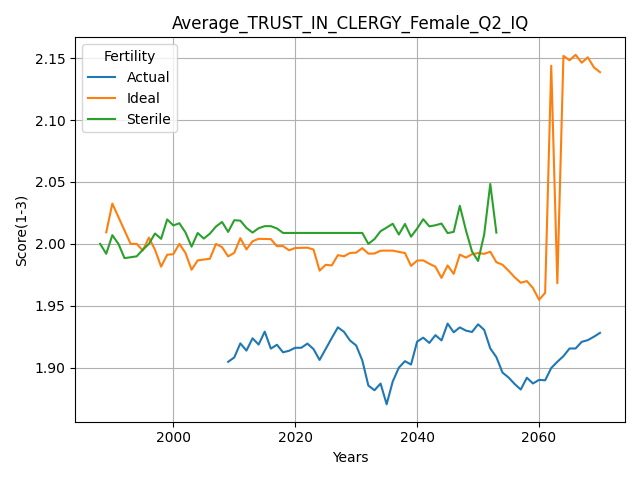 Average_TRUST_IN_CLERGY_Female_Q2_IQ
Fertility
Actual
Ideal
Sterile
Score(1-3)
2.15
2.10
2.05
2.00
1.95
1.90
2000
2020
2040
2060
Years